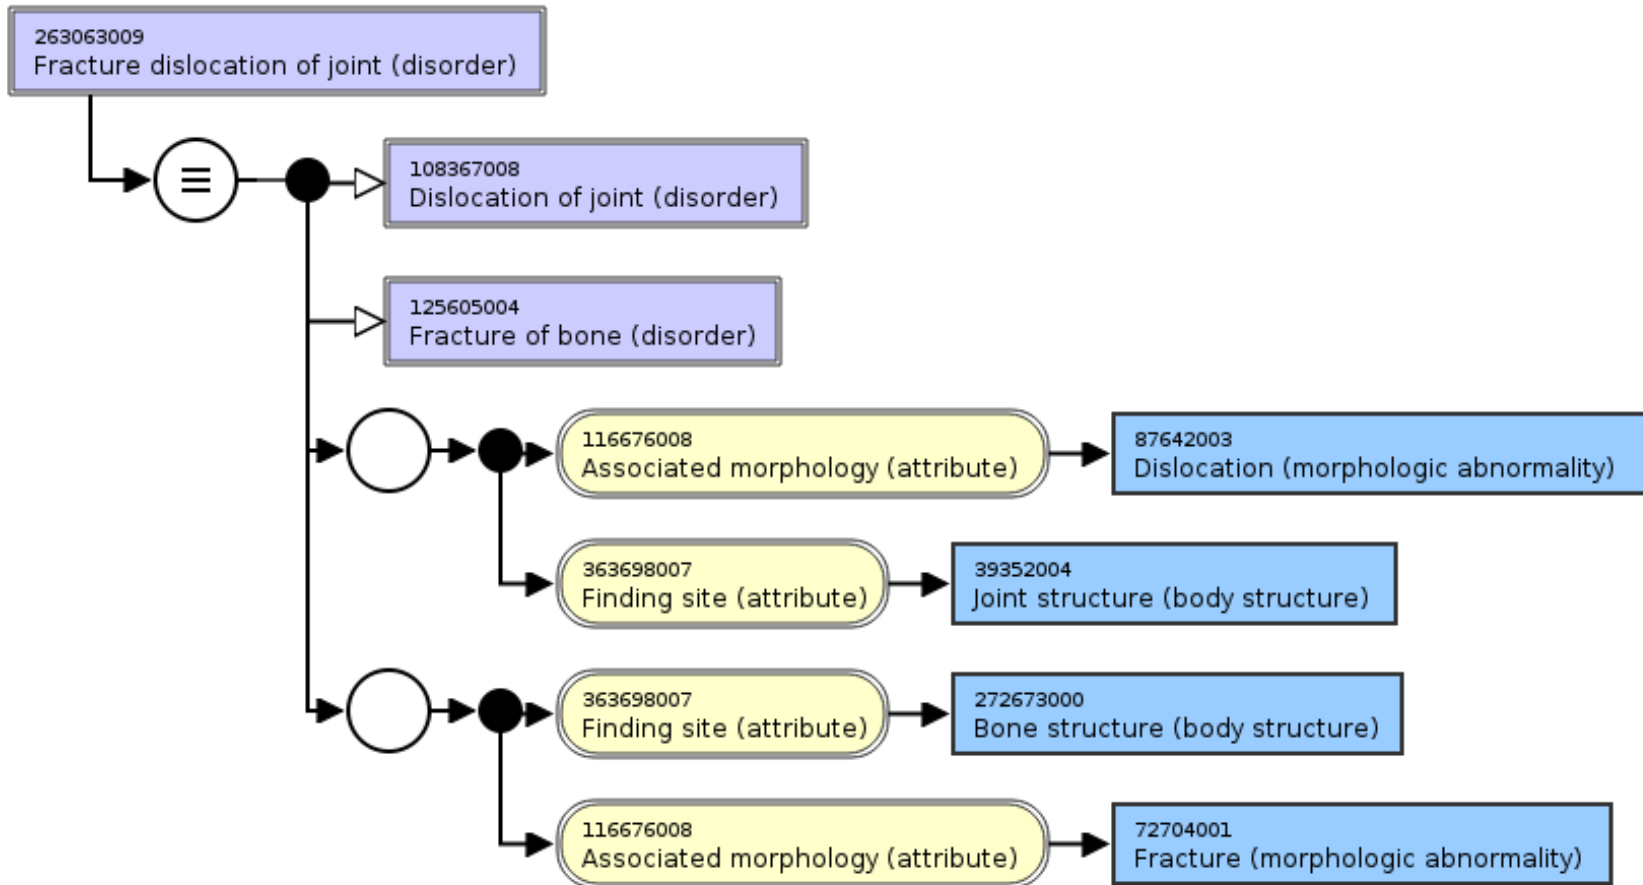 263063009
Fracture dislocation of joint (disorder)
108367008
Dislocation of joint (disorder)
125605004
Fracture of bone (disorder)
116676008
Associated morphology (attribute)
87642003
Dislocation (morphologic abnormality)
363698007
Finding site (attribute)
39352004
Joint structure (body structure)
363698007
Finding site (attribute)
272673000
Bone structure (body structure)
116676008
Associated morphology (attribute)
72704001
Fracture (morphologic abnormality)